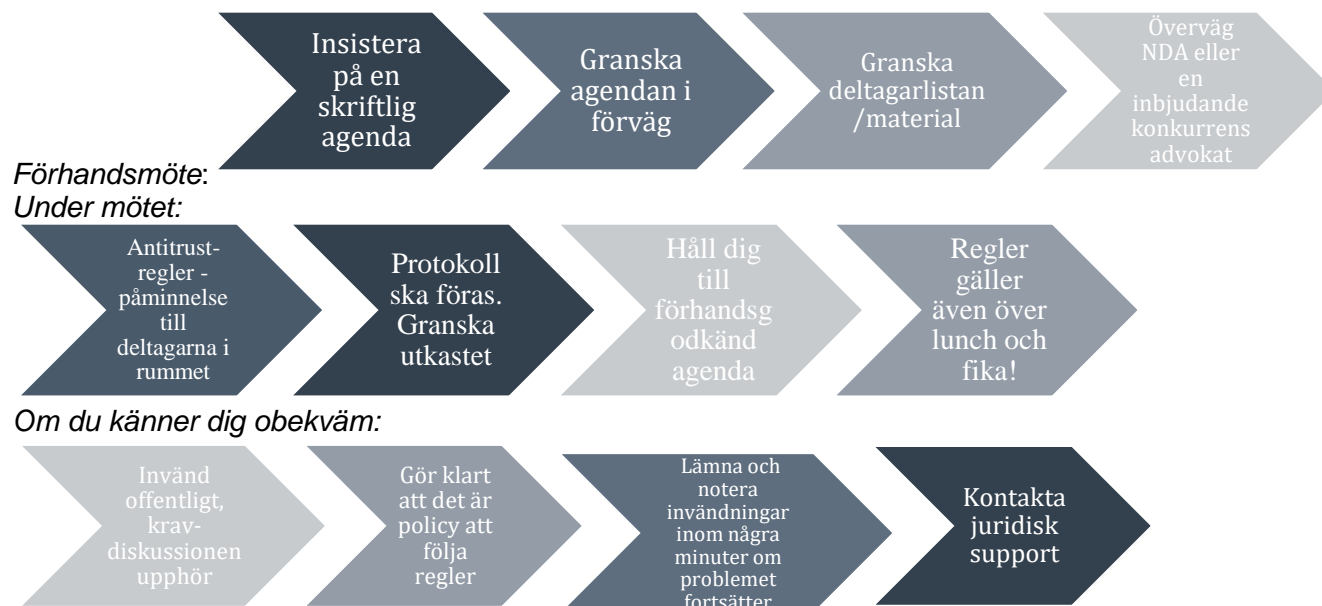 Insistera
på en
skriftlig
agenda
Granska
agendan i
förväg
Granska
deltagarlistan
/material
Överväg
NDA eller
en
inbjudande
konkurrens
advokat
Förhandsmöte:
Under mötet:
Antitrust-
regler -
påminnelse
till
deltagarna i
rummet
Protokoll
ska föras.
Granska
utkastet
Håll dig
till
förhandsg
odkänd
agenda
Regler
gäller
även över
lunch och
fika!
Om du känner dig obekväm:
Invänd
offentligt,
krav-
diskussionen
upphör
Gör klart
att det är
policy att
följa
regler
Lämna och
notera
invändningar
inom några
minuter om
problemet
fortsätter
Kontakta
juridisk
support